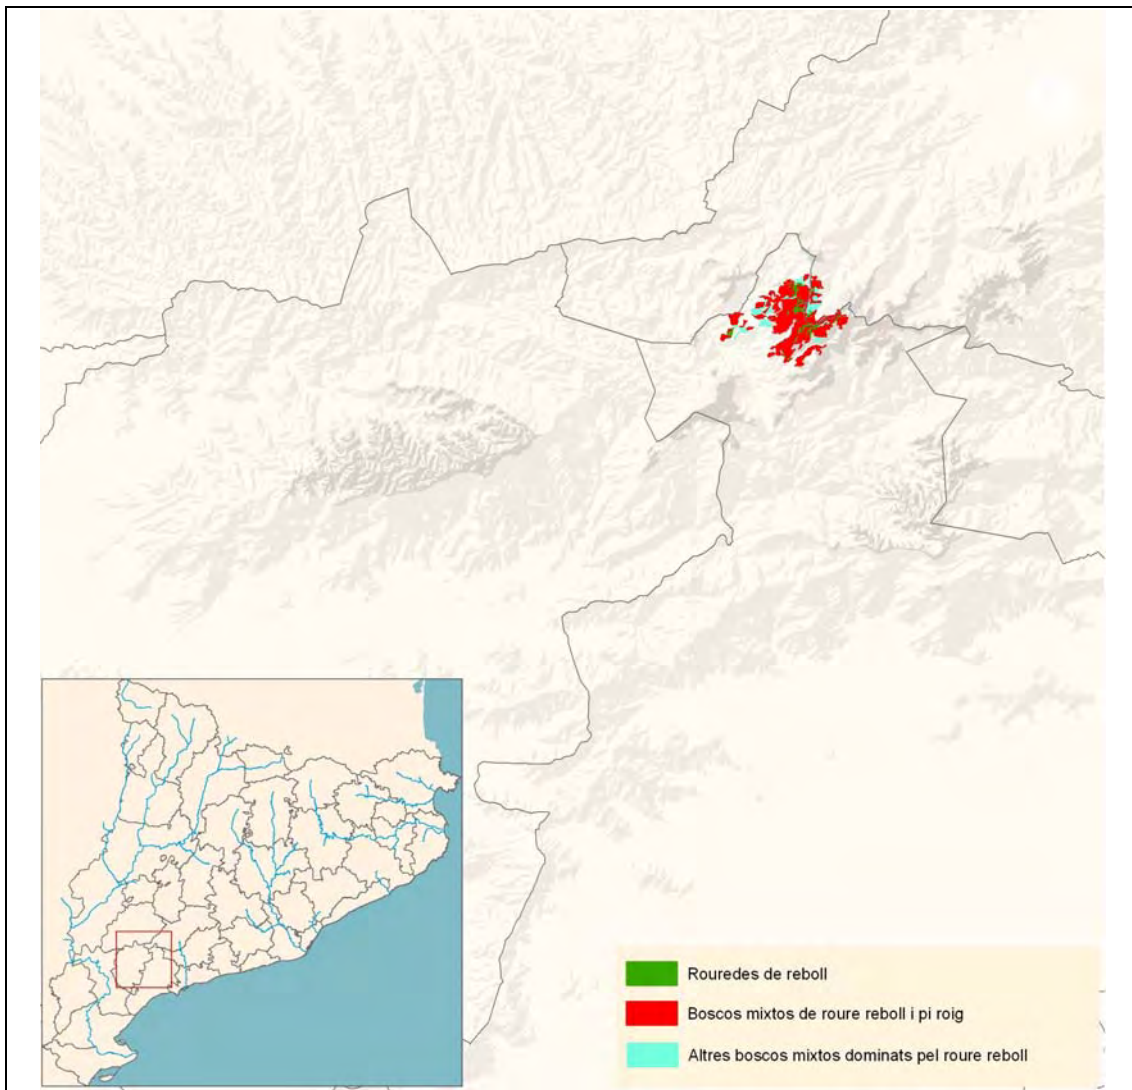 Rouredes de reboll
Boscos mixtos de roure reboll i pi roig
Altres boscos mixtos dominats pel roure reboll